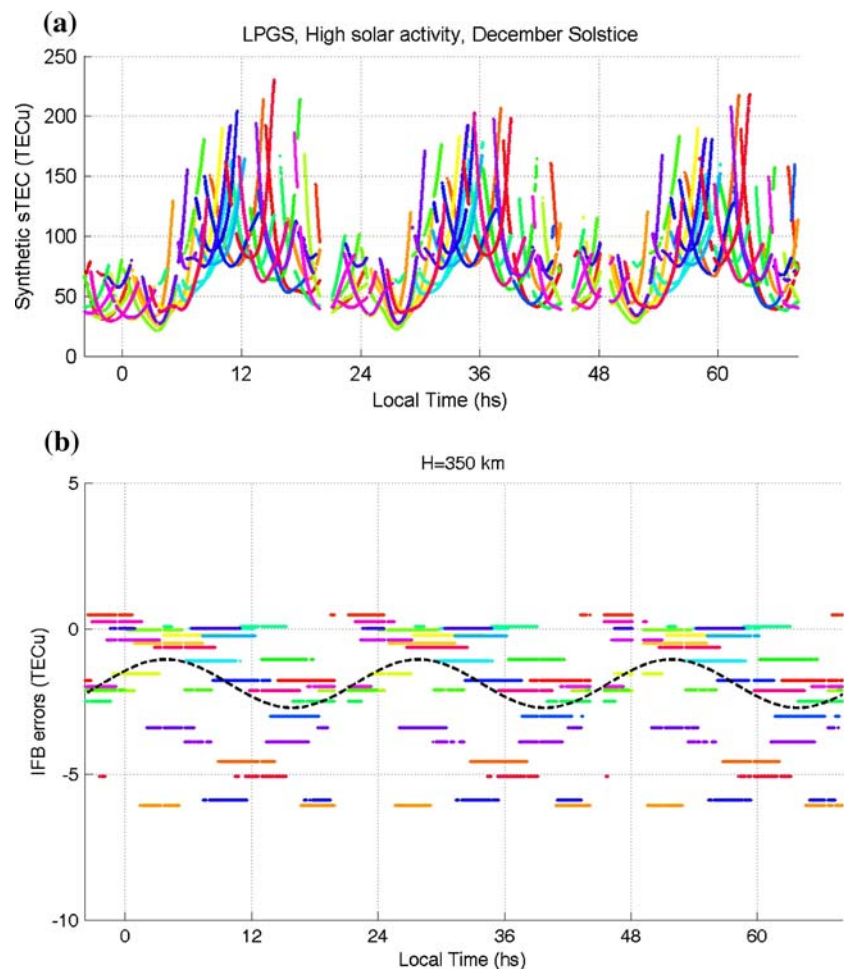 (a)
LPGS, High solar activity, December Solstice
250
200
150
100
50
0
Synthetic sTEC (TECu)
0 12 24 36 48 60
Local Time (hs)
(b)
H=350 km
5
0
-5
-10
IFB errors (TECu)
0 12 24 36 48 60
Local Time (hs)